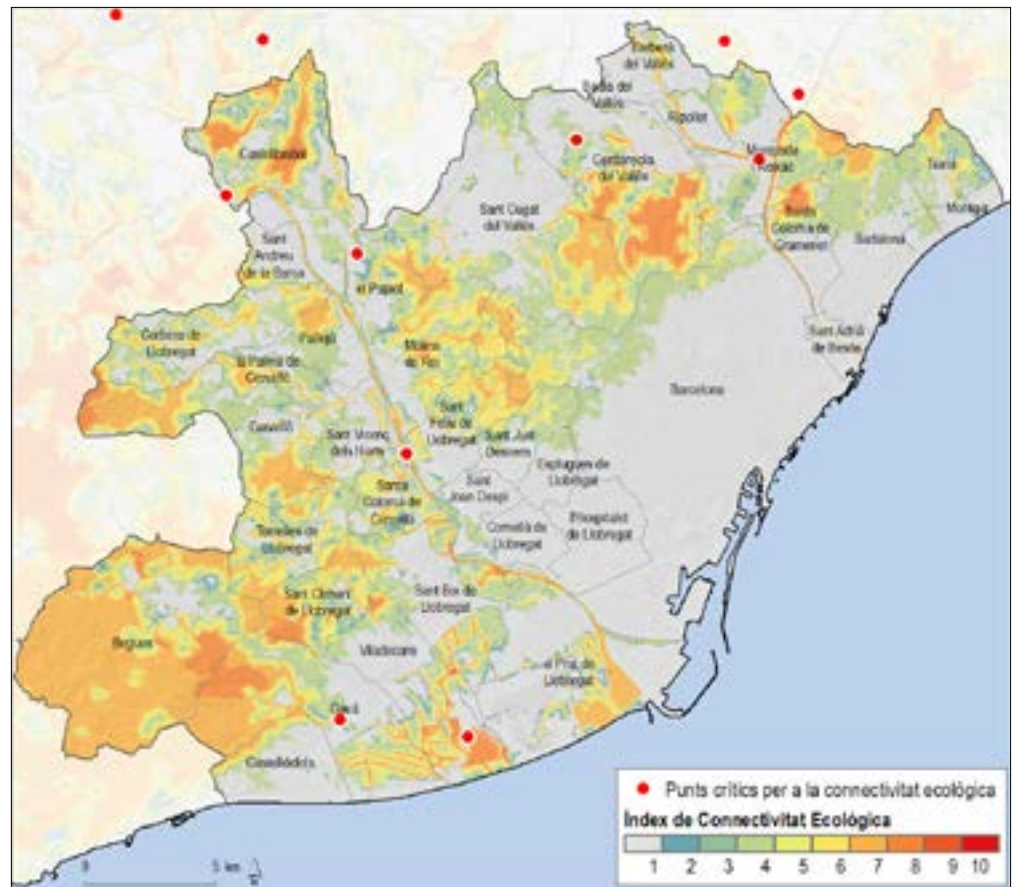 Barberà
del Vallès
Badia del
Vallès
Ripollet
Montcada
i Reixac
Castellbisbal
Cerdanyola
del Vallès
Tiana
Montgat
Sant Cugat
del Vallès
Santa
Coloma de
Gramenet
Badalona
Sant
Andreu
de la Barca
el Papiol
Sant Adrià
de Besòs
Corbera de
Llobregat
Pallejà
Molins
de Rei
la Palma de
Cervelló
Barcelona
Cervelló
Sant Vicenç
dels Horts
Sant
Feliu de
Llobregat
Sant Just
Desvern
Esplugues de
Llobregat
Santa
Coloma de
Cervelló
Sant
Joan Despí
Torrelles de
Llobregat
Cornellà de
Llobregat
l'Hospitalet
de Llobregat
Sant Climent
de Llobregat
Sant Boi de
Llobregat
Begues
Viladecans
el Prat de
Llobregat
Gavà
Castelldefels
Punts crítics per a la connectivitat ecològica
Índex de Connectivitat Ecològica
1 2 3 4 5 6 7 8 9 10
0 5 km